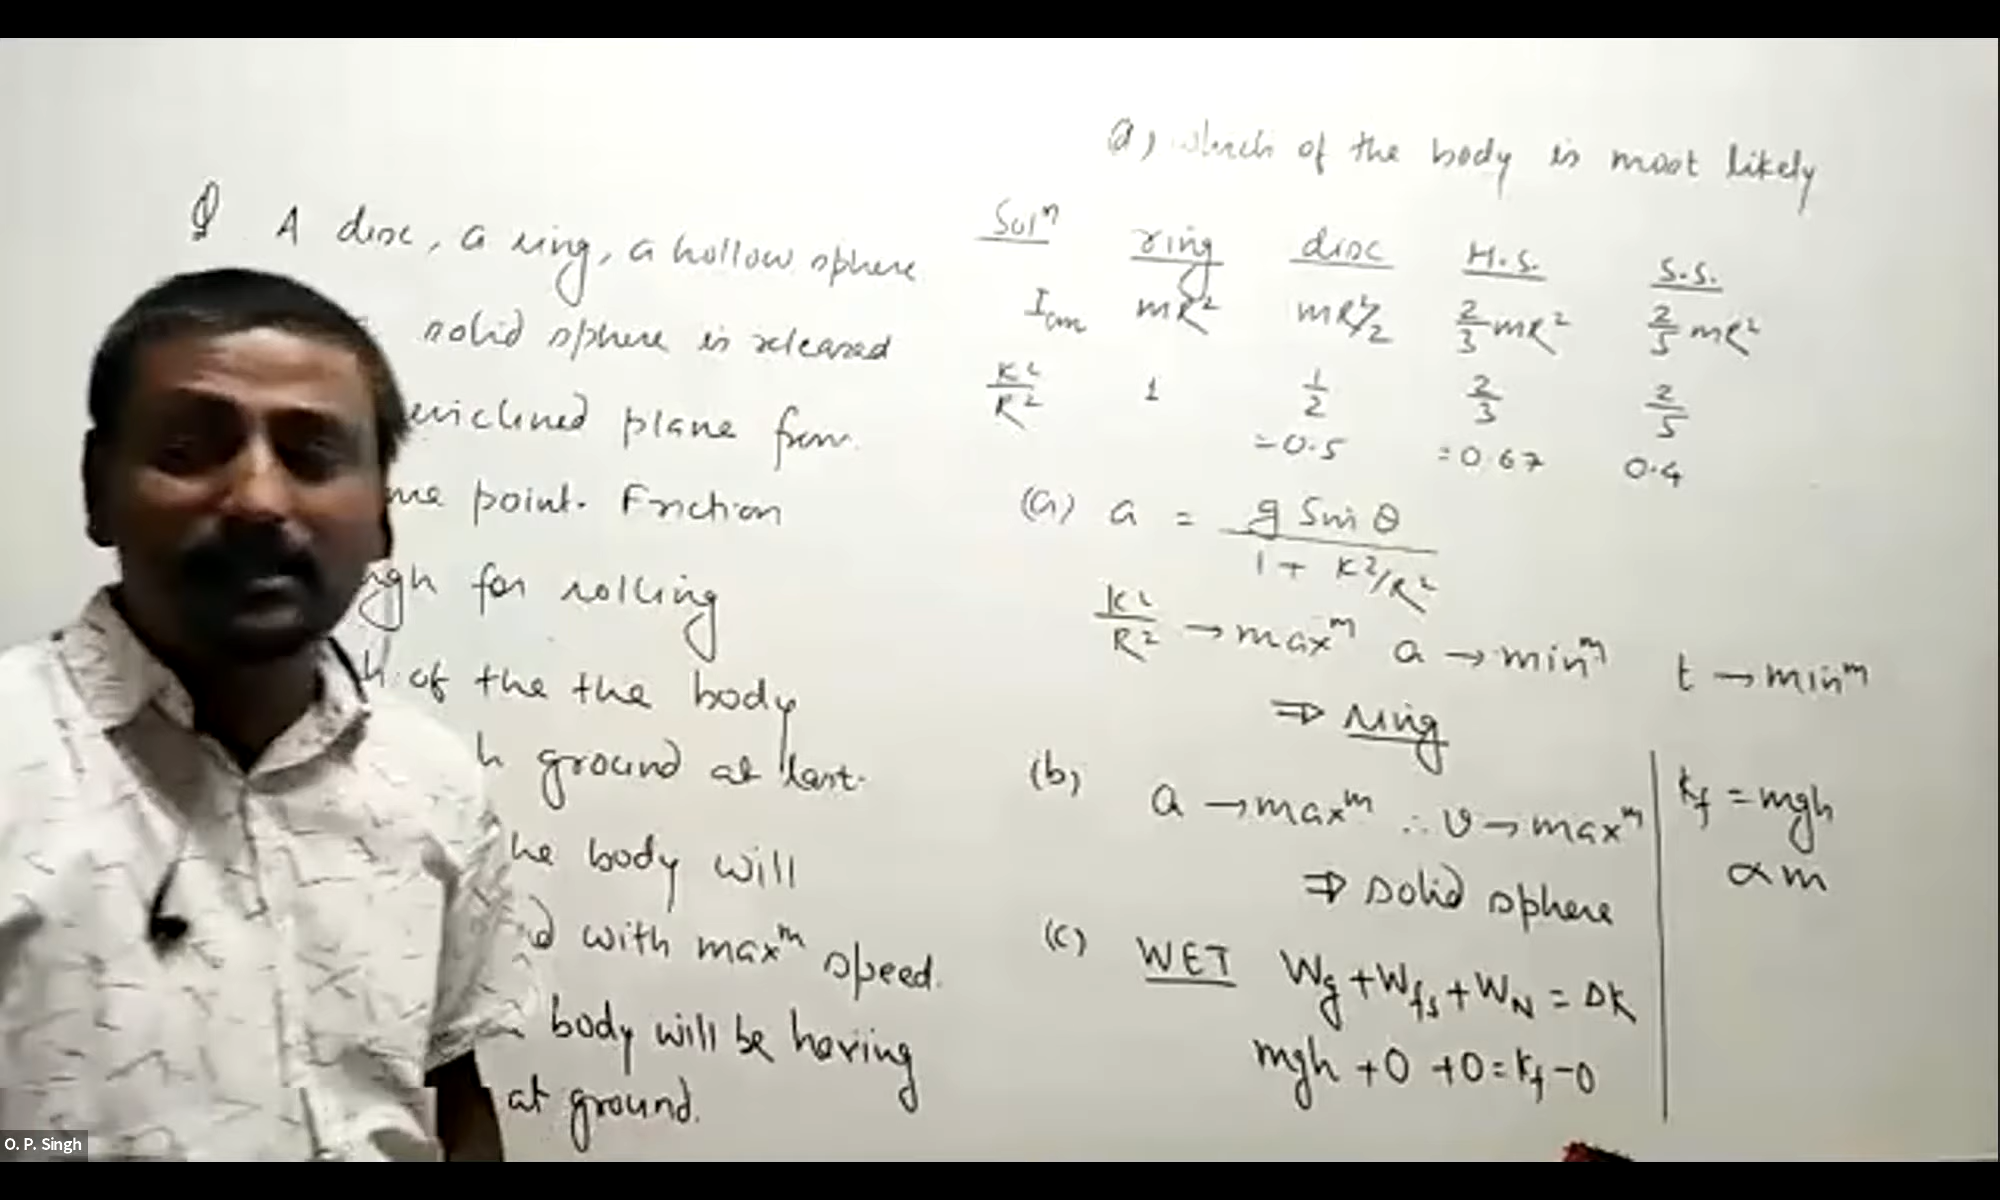 Q A disc, a ring, a hollow sphere
solid sphere is released
inclined plane from
me point. Friction
ugh for rolling
h of the the body
h ground at last.
he body will
d with maxᵐ speed.
body will be having
at ground.
d) which of the body is most likely
Solⁿ ring disc H.S. S.S.
Icm mR² mR²/2 2/3 mR² 2/5 mR²
K²/R² 1 1/2 2/3 2/5
=0.5 =0.67 0.4
(a) a = g Sin θ / 1 + K²/R²
K²/R² → maxᵐ a → minᵐ t → minᵐ
⇒ ring
(b) a → maxᵐ ∴ v → maxᵐ
⇒ solid sphere
(c) WET Wg + Wfs + WN = ΔK
mgh + 0 + 0 = Kf - 0
Kf = mgh
∝ m
O. P. Singh